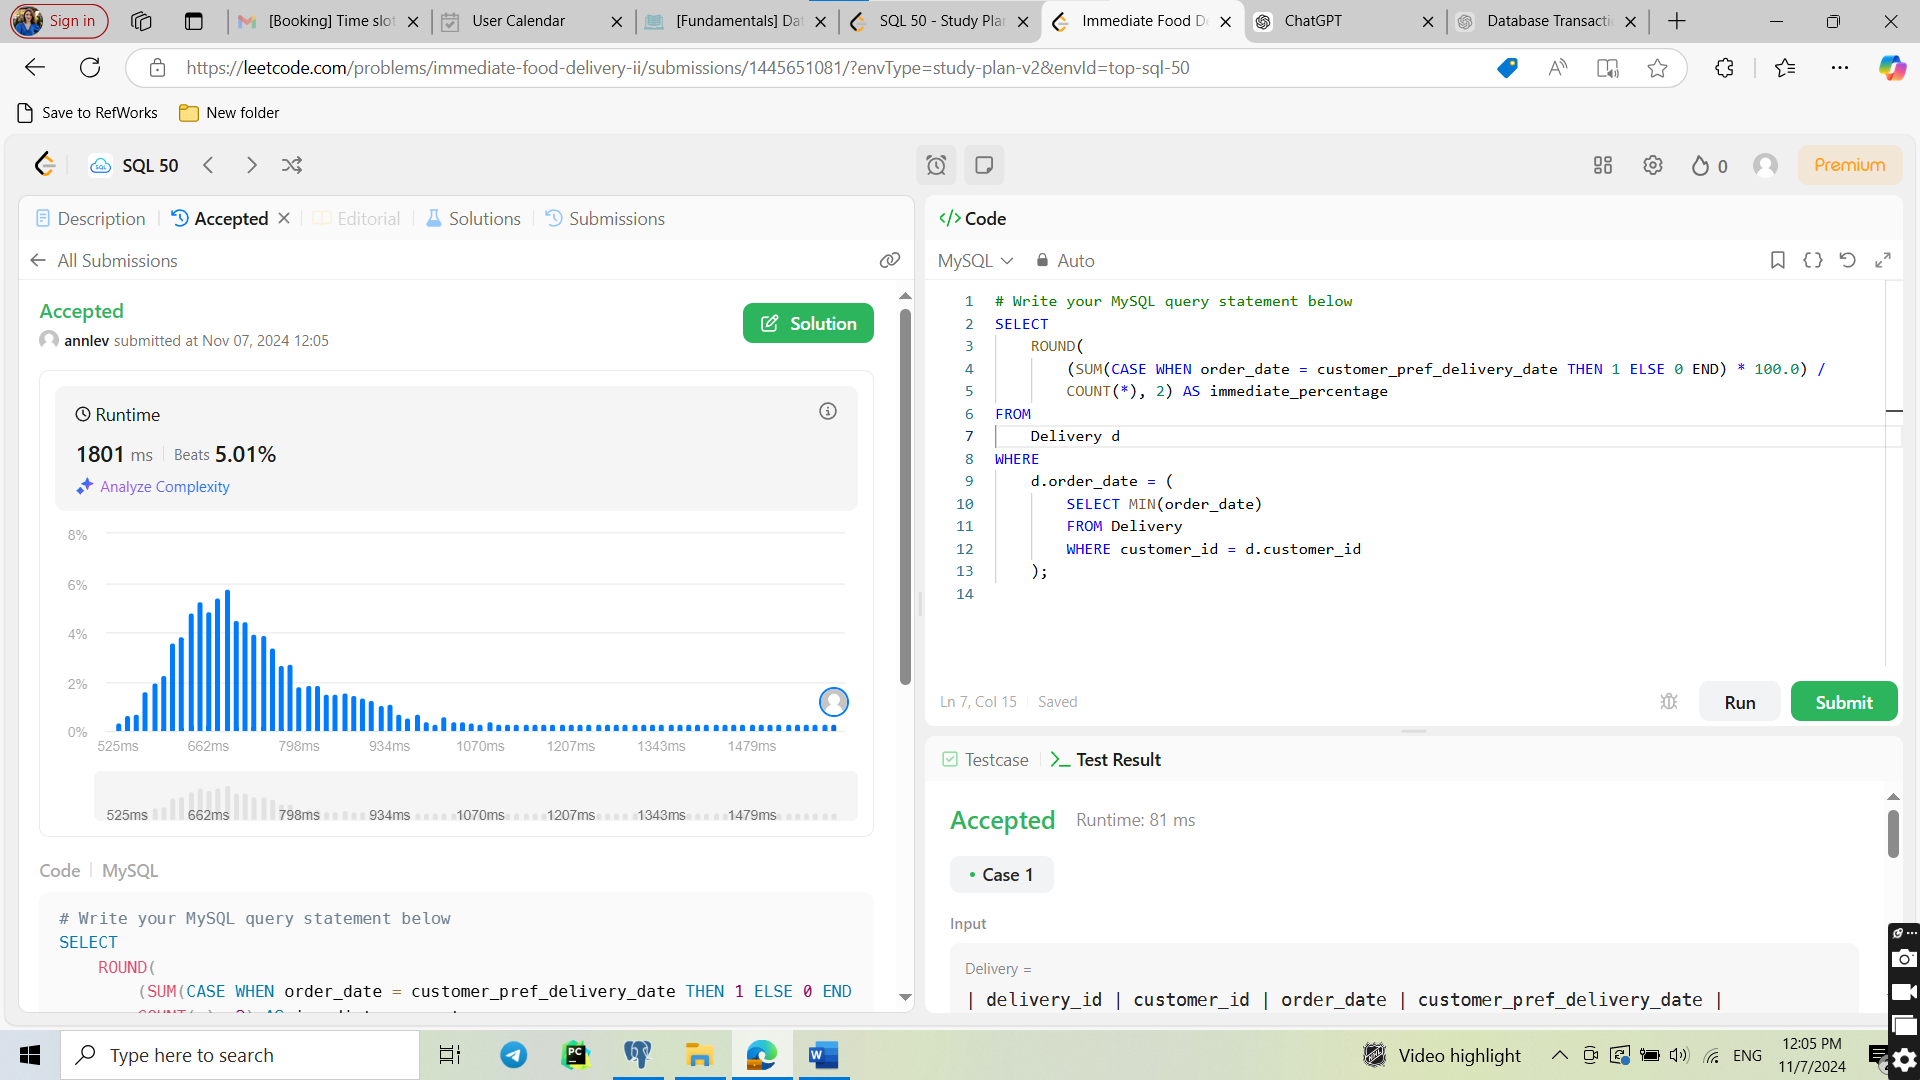 Sign in
[Booking] Time slot
User Calendar
[Fundamentals] Dat
SQL 50 - Study Plan
Immediate Food De
ChatGPT
Database Transactio
https://leetcode.com/problems/immediate-food-delivery-ii/submissions/1445651081/?envType=study-plan-v2&envId=top-sql-50
Save to RefWorks
New folder
SQL 50
0
Premium
Description
Accepted
Editorial
Solutions
Submissions
All Submissions
Accepted
annlev submitted at Nov 07, 2024 12:05
Solution
Runtime
1801 ms
Beats 5.01%
Analyze Complexity
8%
6%
4%
2%
0%
525ms 662ms 798ms 934ms 1070ms 1207ms 1343ms 1479ms
525ms 662ms 798ms 934ms 1070ms 1207ms 1343ms 1479ms
Code | MySQL
# Write your MySQL query statement below
SELECT
ROUND(
(SUM(CASE WHEN order_date = customer_pref_delivery_date THEN 1 ELSE 0 END
</> Code
MySQL
Auto
1 # Write your MySQL query statement below
2 SELECT
3 ROUND(
4 (SUM(CASE WHEN order_date = customer_pref_delivery_date THEN 1 ELSE 0 END) * 100.0) /
5 COUNT(*), 2) AS immediate_percentage
6 FROM
7 Delivery d
8 WHERE
9 d.order_date = (
10 SELECT MIN(order_date)
11 FROM Delivery
12 WHERE customer_id = d.customer_id
13 );
14
Ln 7, Col 15
Saved
Run
Submit
Testcase
Test Result
Accepted
Runtime: 81 ms
Case 1
Input
Delivery =
| delivery_id | customer_id | order_date | customer_pref_delivery_date |
Type here to search
Video highlight
ENG
12:05 PM
11/7/2024